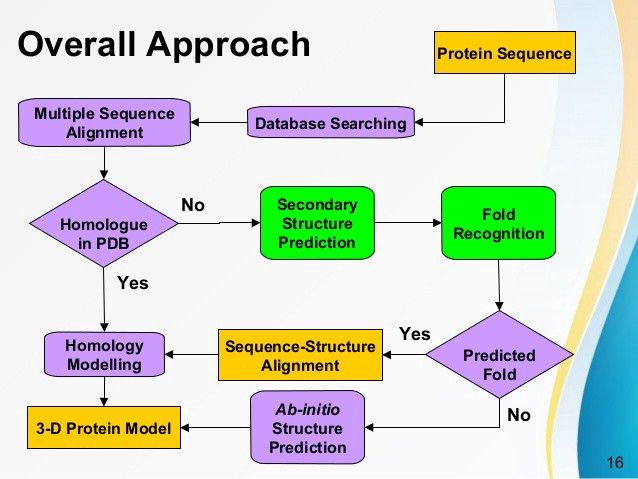 Overall Approach
Protein Sequence
Multiple Sequence
Alignment
Database Searching
Homologue
in PDB
No
Secondary
Structure
Prediction
Fold
Recognition
Yes
Homology
Modelling
Sequence-Structure
Alignment
Yes
Predicted
Fold
No
3-D Protein Model
Ab-initio
Structure
Prediction
16